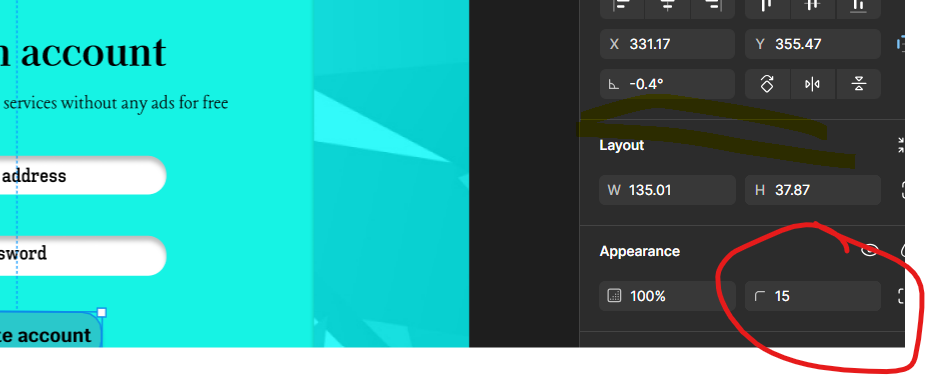 n account
services without any ads for free
address
sword
te account
X 331.17
Y 355.47
-0.4°
Layout
W 135.01
H 37.87
Appearance
100%
15